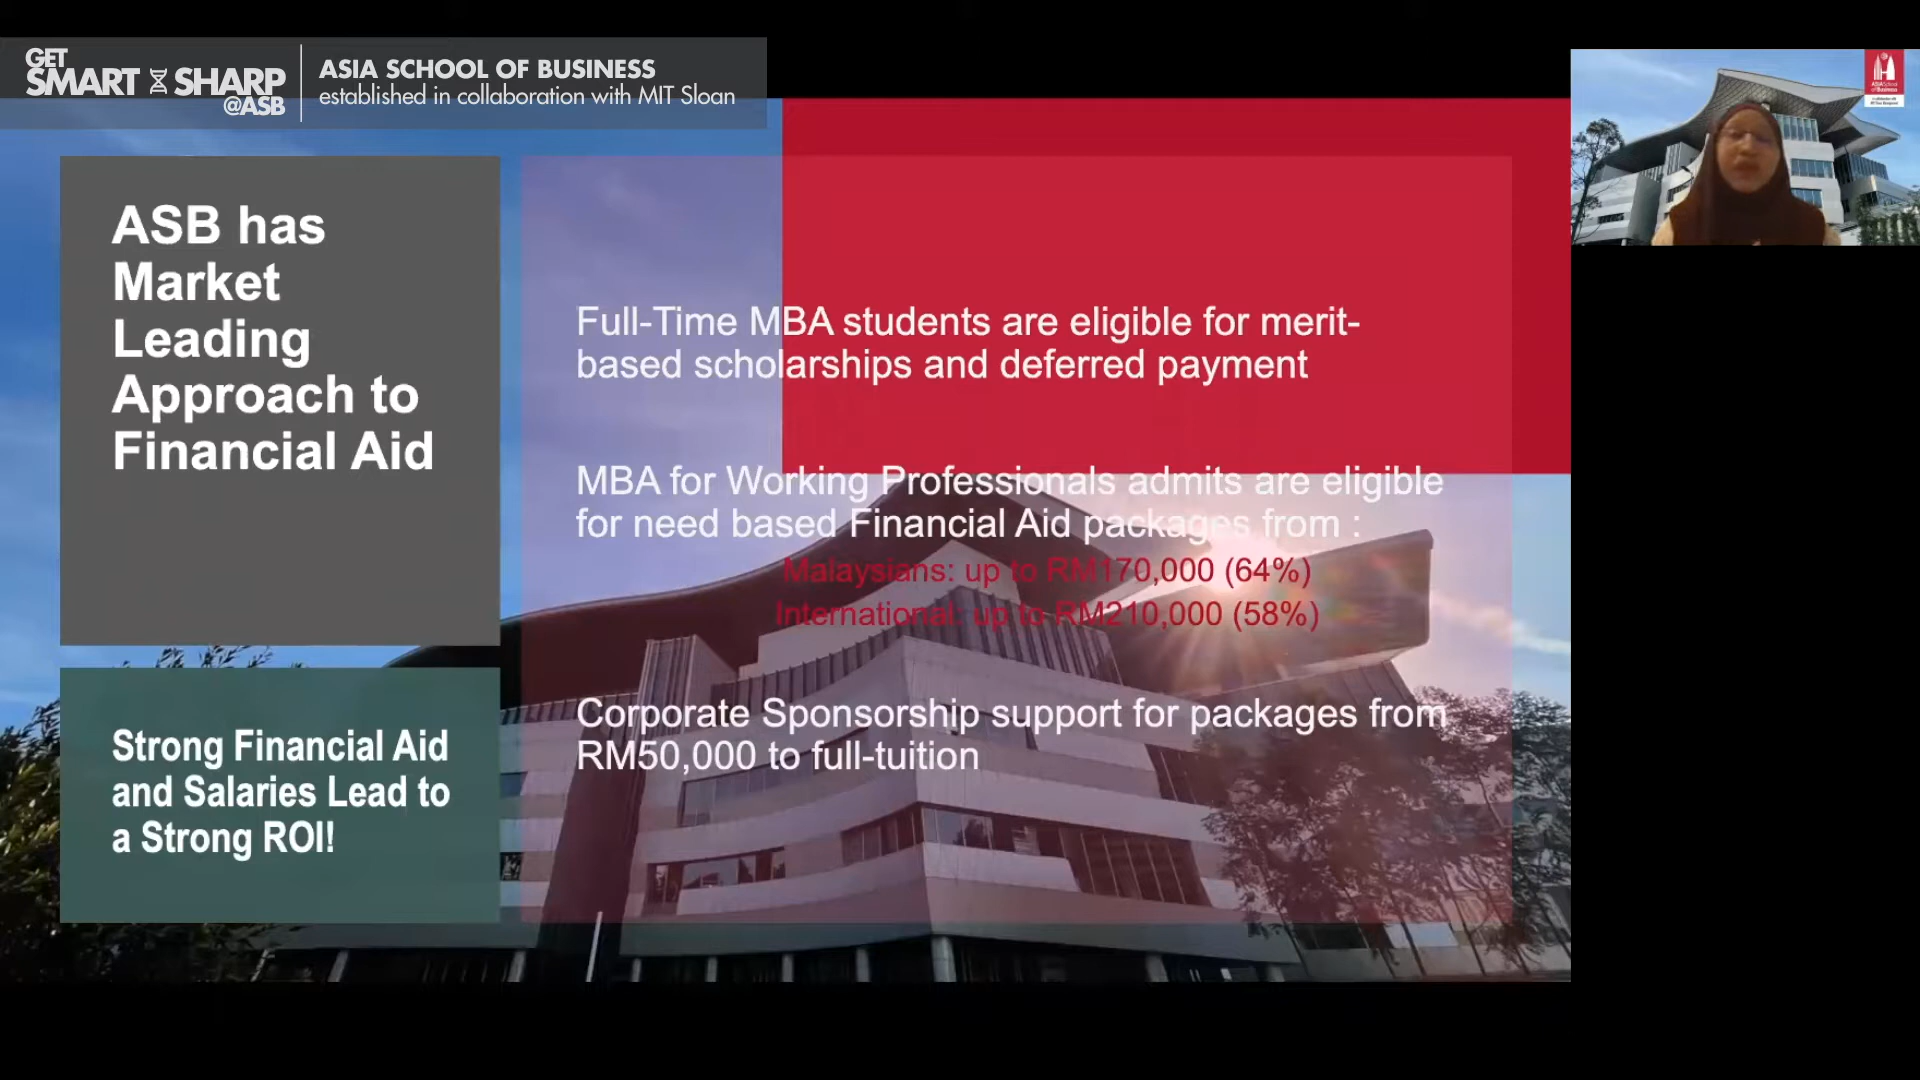 GET
SMART SHARP
@ASB
ASIA SCHOOL OF BUSINESS
established in collaboration with MIT Sloan
ASB has
Market
Leading
Approach to
Financial Aid
Strong Financial Aid
and Salaries Lead to
a Strong ROI!
Full-Time MBA students are eligible for merit-
based scholarships and deferred payment
MBA for Working Professionals admits are eligible
for need based Financial Aid packages from :
Malaysians: up to RM170,000 (64%)
International: up to RM210,000 (58%)
Corporate Sponsorship support for packages from
RM50,000 to full-tuition
ASIA School
of Business